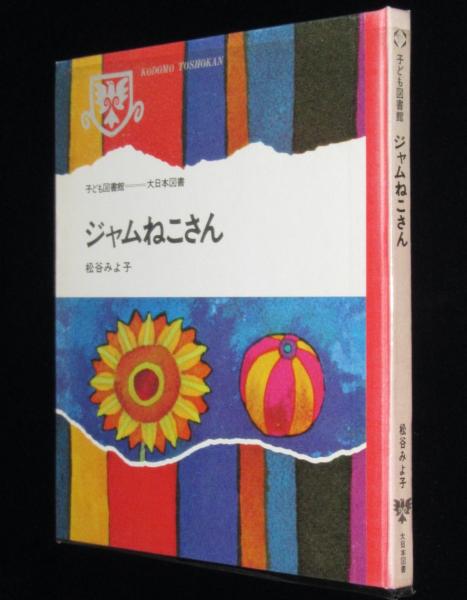 KODOMO TOSHOKAN
子ども図書館——大日本図書
ジャムねこさん
松谷みよ子
子ども図書館
ジャムねこさん
松谷みよ子
大日本図書